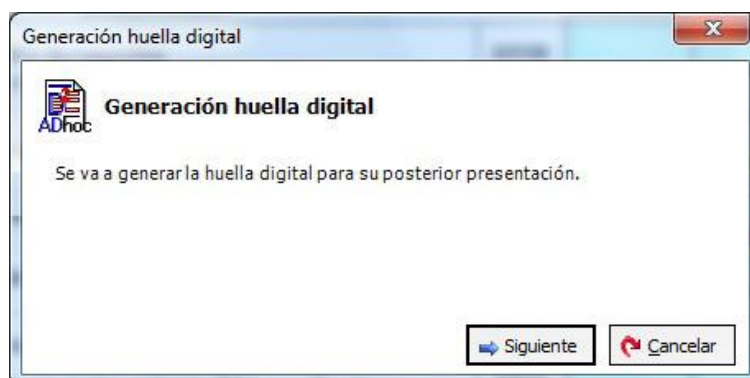 Generación huella digital
ADhoc
Generación huella digital
Se va a generar la huella digital para su posterior presentación.
Siguiente
Cancelar